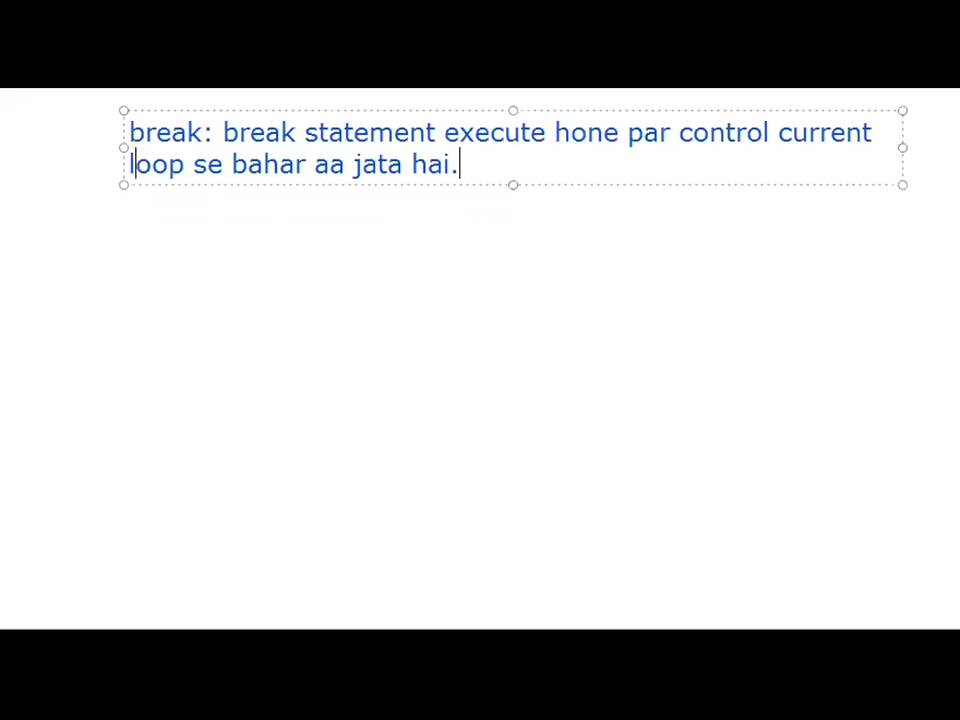 break: break statement execute hone par control current
loop se bahar aa jata hai.